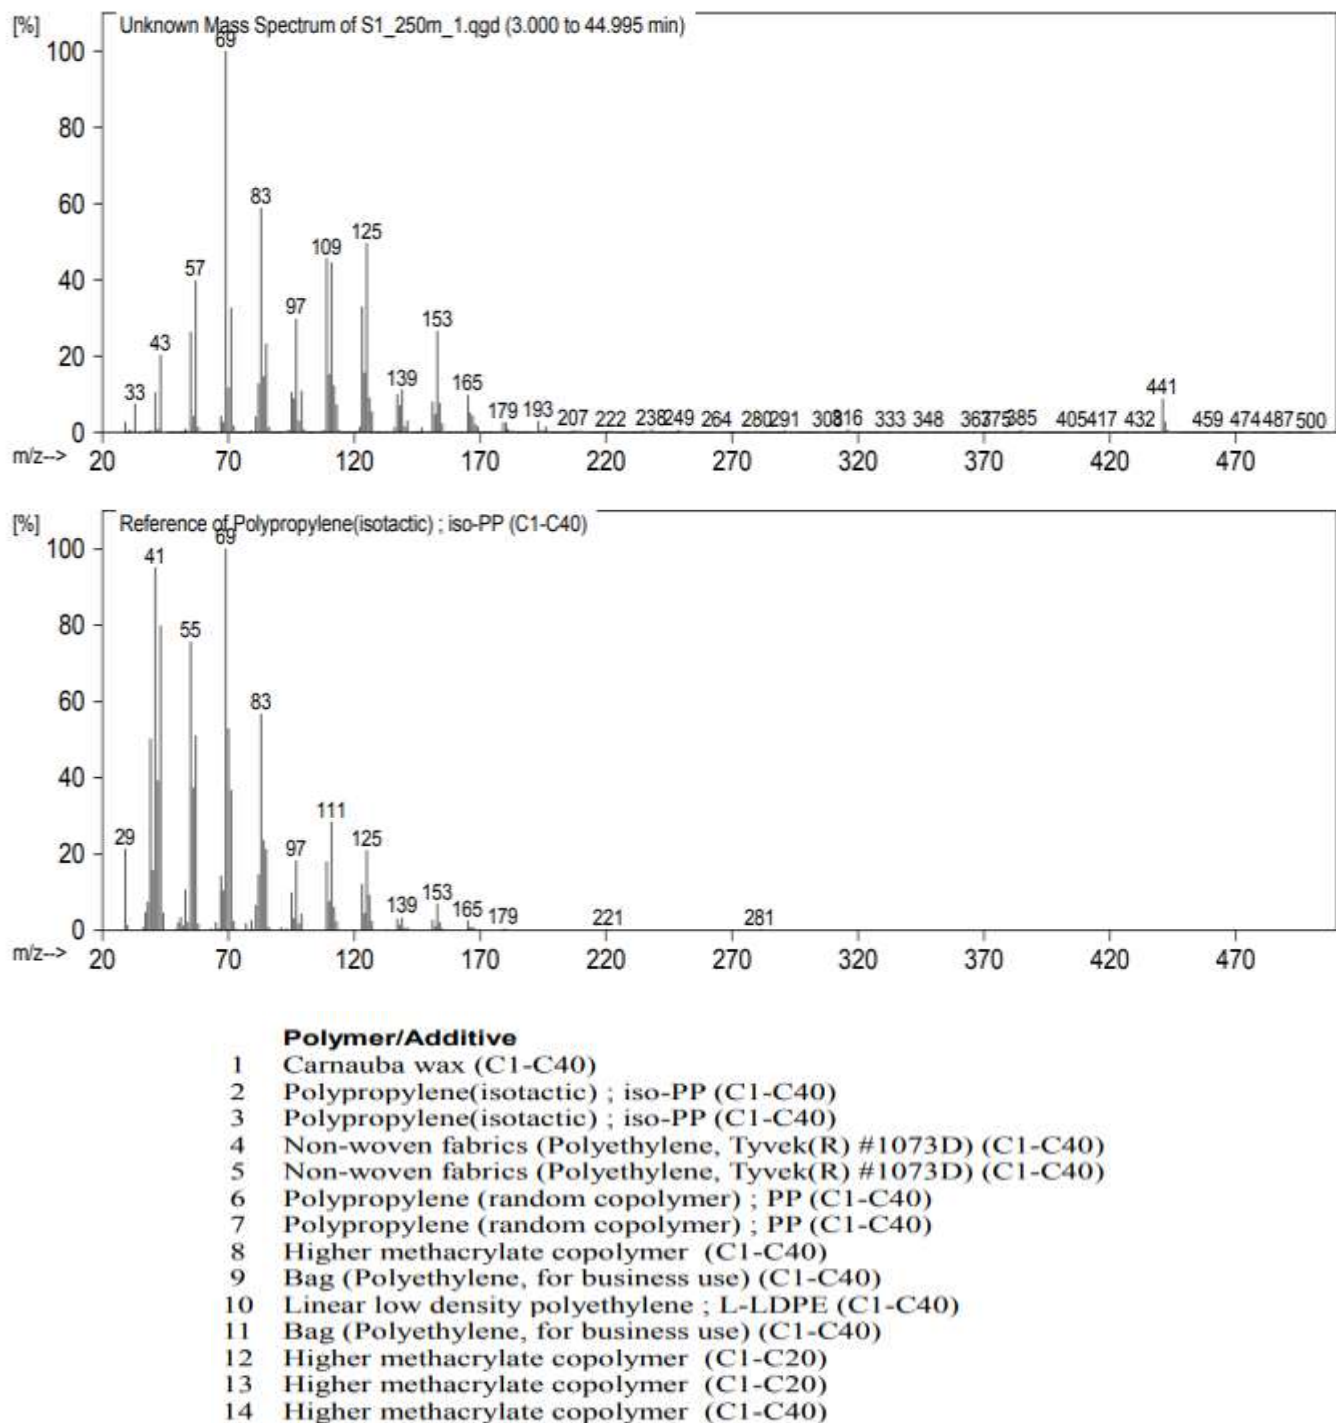 [%] Unknown Mass Spectrum of S1_250m_1.qgd (3.000 to 44.995 min)
100
69
80
60
83
125
109
57
40
97
153
43
20
33
139
165
441
179 193 207 222 238 249 264 280 291 303 316 333 348 375 385 405 417 432 459 474 487 500
0
m/z--> 20 70 120 170 220 270 320 370 420 470
[%] Reference of Polypropylene(isotactic) ; iso-PP (C1-C40)
69
100
41
80
55
60
83
40
111
29
125
97
20
153
139 165 179 221 281
0
m/z--> 20 70 120 170 220 270 320 370 420 470
Polymer/Additive
1 Carnauba wax (C1-C40)
2 Polypropylene(isotactic) ; iso-PP (C1-C40)
3 Polypropylene(isotactic) ; iso-PP (C1-C40)
4 Non-woven fabrics (Polyethylene, Tyvek(R) #1073D) (C1-C40)
5 Non-woven fabrics (Polyethylene, Tyvek(R) #1073D) (C1-C40)
6 Polypropylene (random copolymer) ; PP (C1-C40)
7 Polypropylene (random copolymer) ; PP (C1-C40)
8 Higher methacrylate copolymer (C1-C40)
9 Bag (Polyethylene, for business use) (C1-C40)
10 Linear low density polyethylene ; L-LDPE (C1-C40)
11 Bag (Polyethylene, for business use) (C1-C40)
12 Higher methacrylate copolymer (C1-C20)
13 Higher methacrylate copolymer (C1-C20)
14 Higher methacrylate copolymer (C1-C40)